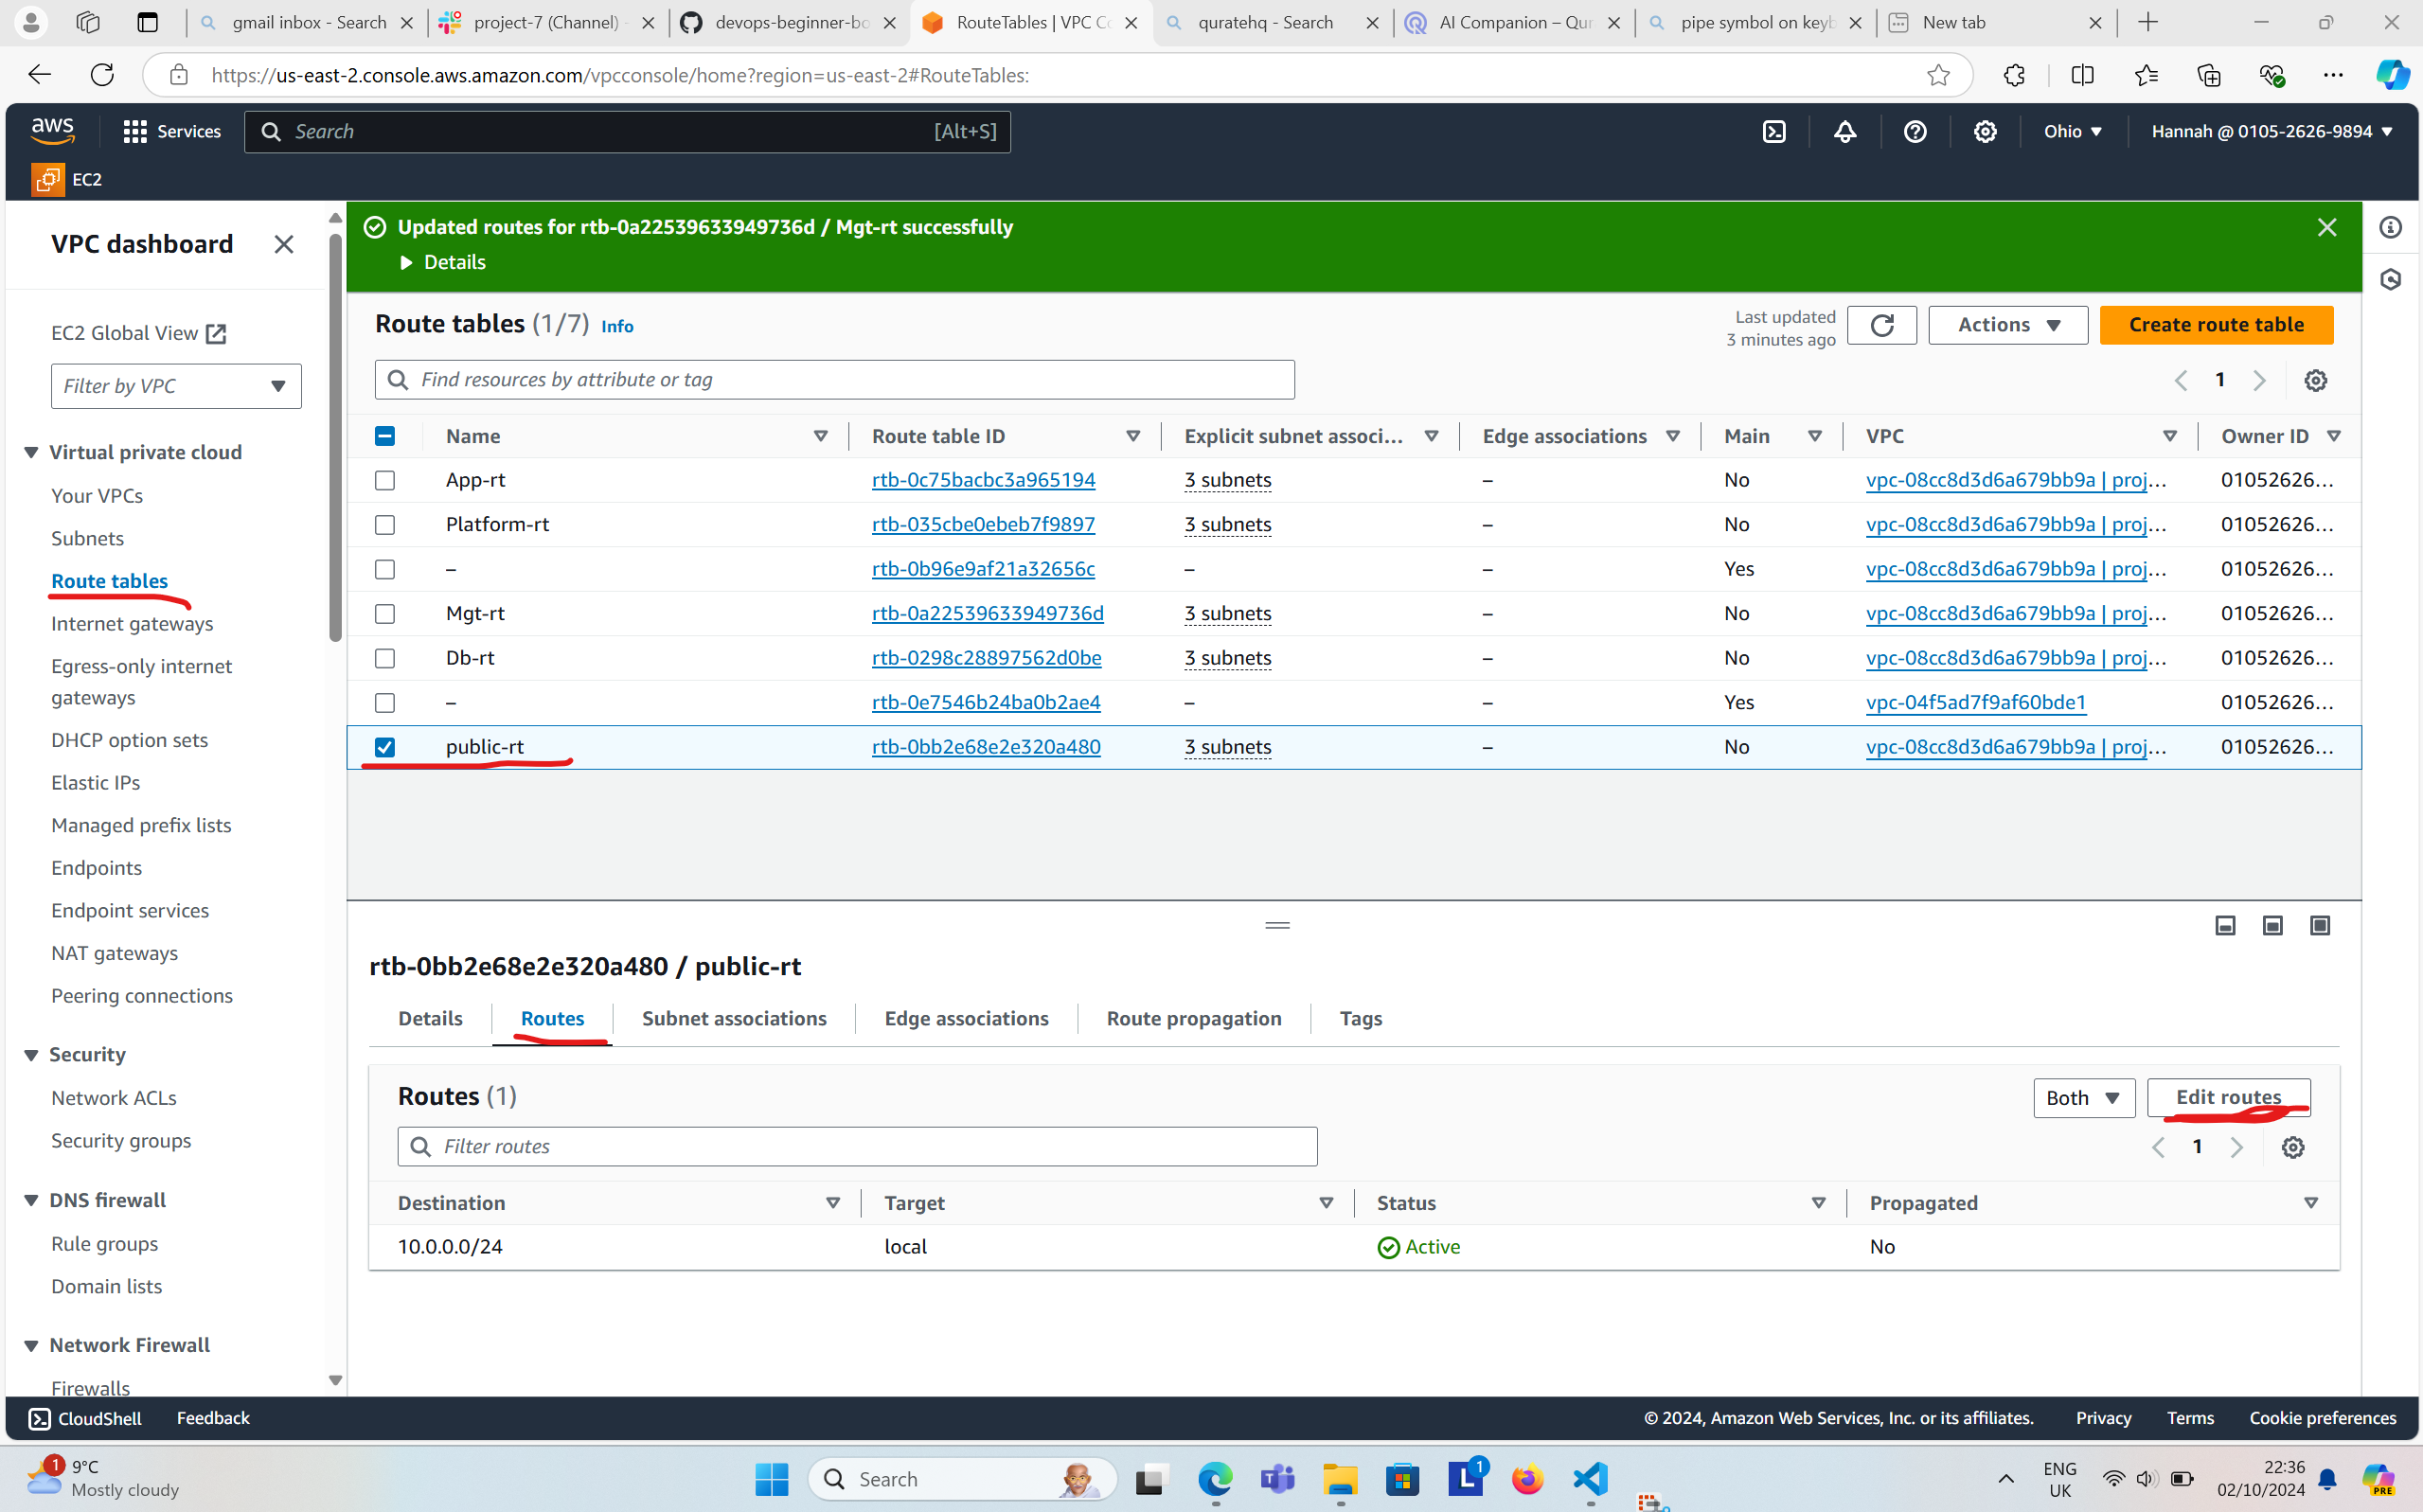 gmail inbox - Search
project-7 (Channel)
devops-beginner-bo
RouteTables | VPC Co
quratehq - Search
AI Companion – Qur
pipe symbol on keyb
New tab
https://us-east-2.console.aws.amazon.com/vpcconsole/home?region=us-east-2#RouteTables:
aws
Services
Search
[Alt+S]
Ohio
Hannah @ 0105-2626-9894
EC2
VPC dashboard
EC2 Global View
Filter by VPC
Virtual private cloud
Your VPCs
Subnets
Route tables
Internet gateways
Egress-only internet
gateways
DHCP option sets
Elastic IPs
Managed prefix lists
Endpoints
Endpoint services
NAT gateways
Peering connections
Security
Network ACLs
Security groups
DNS firewall
Rule groups
Domain lists
Network Firewall
Firewalls
Updated routes for rtb-0a22539633949736d / Mgt-rt successfully
Details
Route tables (1/7) Info
Last updated
3 minutes ago
Actions
Create route table
Find resources by attribute or tag
1
Name Route table ID Explicit subnet associ... Edge associations Main VPC Owner ID
App-rt rtb-0c75bacbc3a965194 3 subnets – No vpc-08cc8d3d6a679bb9a | proj... 01052626...
Platform-rt rtb-035cbe0ebeb7f9897 3 subnets – No vpc-08cc8d3d6a679bb9a | proj... 01052626...
– rtb-0b96e9af21a32656c – – Yes vpc-08cc8d3d6a679bb9a | proj... 01052626...
Mgt-rt rtb-0a22539633949736d 3 subnets – No vpc-08cc8d3d6a679bb9a | proj... 01052626...
Db-rt rtb-0298c28897562d0be 3 subnets – No vpc-08cc8d3d6a679bb9a | proj... 01052626...
– rtb-0e7546b24ba0b2ae4 – – Yes vpc-04f5ad7f9af60bde1 01052626...
public-rt rtb-0bb2e68e2e320a480 3 subnets – No vpc-08cc8d3d6a679bb9a | proj... 01052626...
rtb-0bb2e68e2e320a480 / public-rt
Details Routes Subnet associations Edge associations Route propagation Tags
Routes (1)
Both
Edit routes
Filter routes
1
Destination Target Status Propagated
10.0.0.0/24 local Active No
CloudShell Feedback
© 2024, Amazon Web Services, Inc. or its affiliates. Privacy Terms Cookie preferences
1
9°C
Mostly cloudy
Search
L
1
ENG
UK
22:36
02/10/2024
PRE